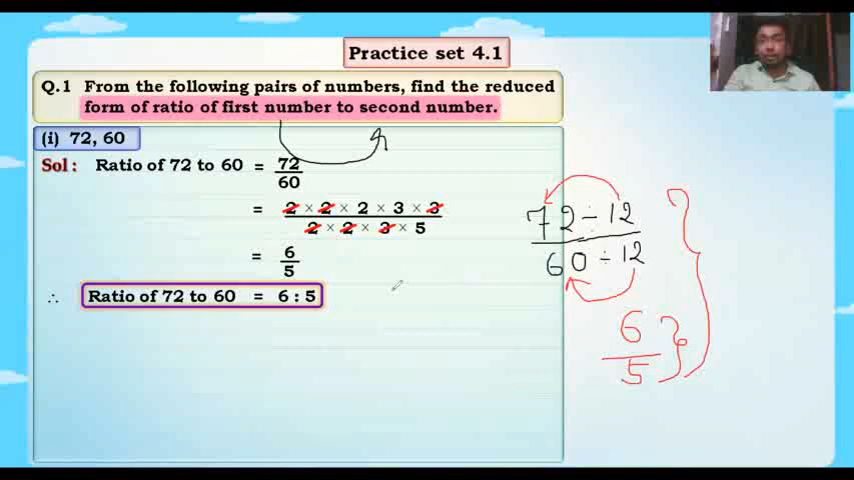 Practice set 4.1
Q.1 From the following pairs of numbers, find the reduced
form of ratio of first number to second number.
(i) 72, 60
Sol : Ratio of 72 to 60 = 72
60
= 2 × 2 × 2 × 3 × 3
2 × 2 × 3 × 5
= 6
5
∴ Ratio of 72 to 60 = 6 : 5
72 ÷ 12
60 ÷ 12
6
5